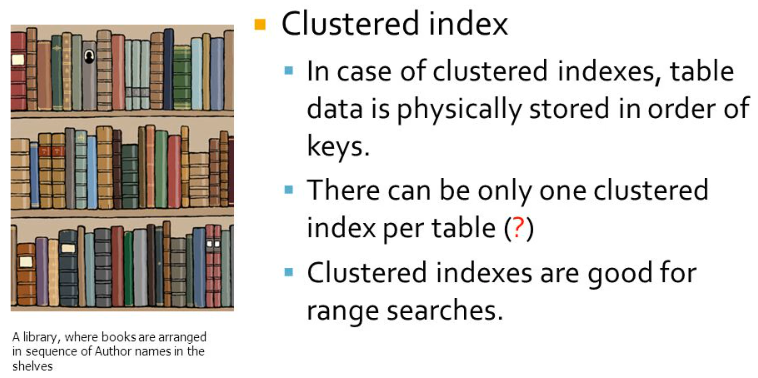 Clustered index
In case of clustered indexes, table
data is physically stored in order of
keys.
There can be only one clustered
index per table (?)
Clustered indexes are good for
range searches.
A library, where books are arranged
in sequence of Author names in the
shelves